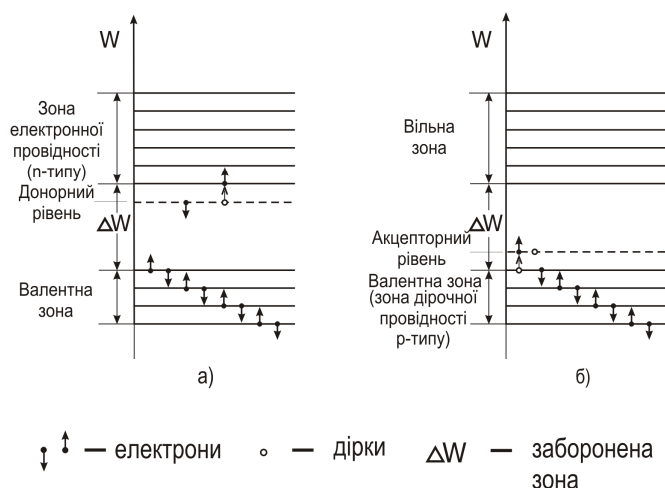 W
Зона
електронної
провідності
(n-типу)
Донорний
рівень
ΔW
Валентна
зона
а)
W
Вільна
зона
ΔW
Акцепторний
рівень
Валентна зона
(зона дірочної
провідності
р-типу)
б)
— електрони
— дірки
ΔW — заборонена
зона